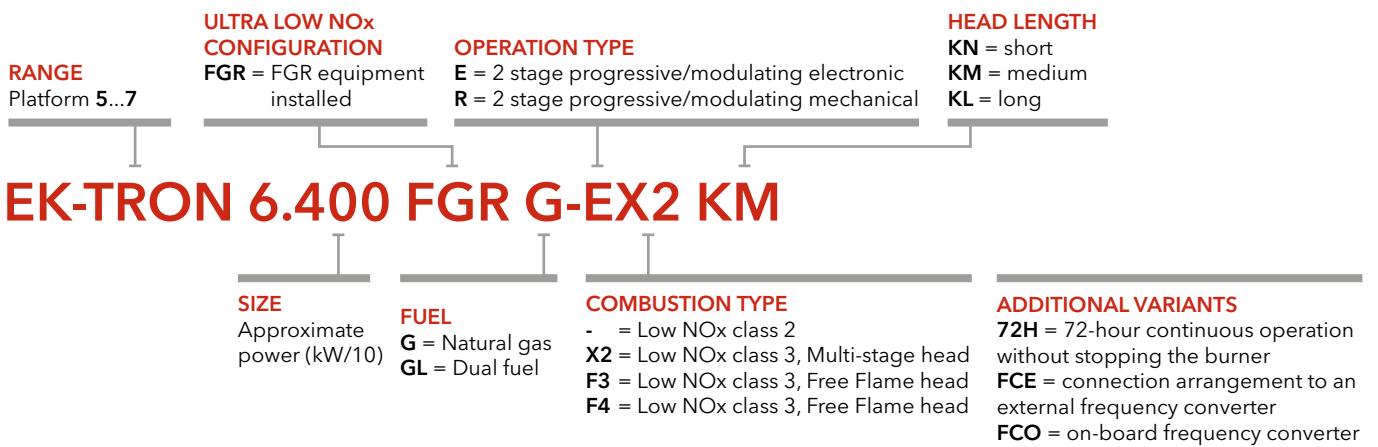 RANGE
Platform 5...7
ULTRA LOW NOx
CONFIGURATION
FGR = FGR equipment
installed
OPERATION TYPE
E = 2 stage progressive/modulating electronic
R = 2 stage progressive/modulating mechanical
HEAD LENGTH
KN = short
KM = medium
KL = long
EK-TRON 6.400 FGR G-EX2 KM
SIZE
Approximate
power (kW/10)
FUEL
G = Natural gas
GL = Dual fuel
COMBUSTION TYPE
- = Low NOx class 2
X2 = Low NOx class 3, Multi-stage head
F3 = Low NOx class 3, Free Flame head
F4 = Low NOx class 3, Free Flame head
ADDITIONAL VARIANTS
72H = 72-hour continuous operation
without stopping the burner
FCE = connection arrangement to an
external frequency converter
FCO = on-board frequency converter